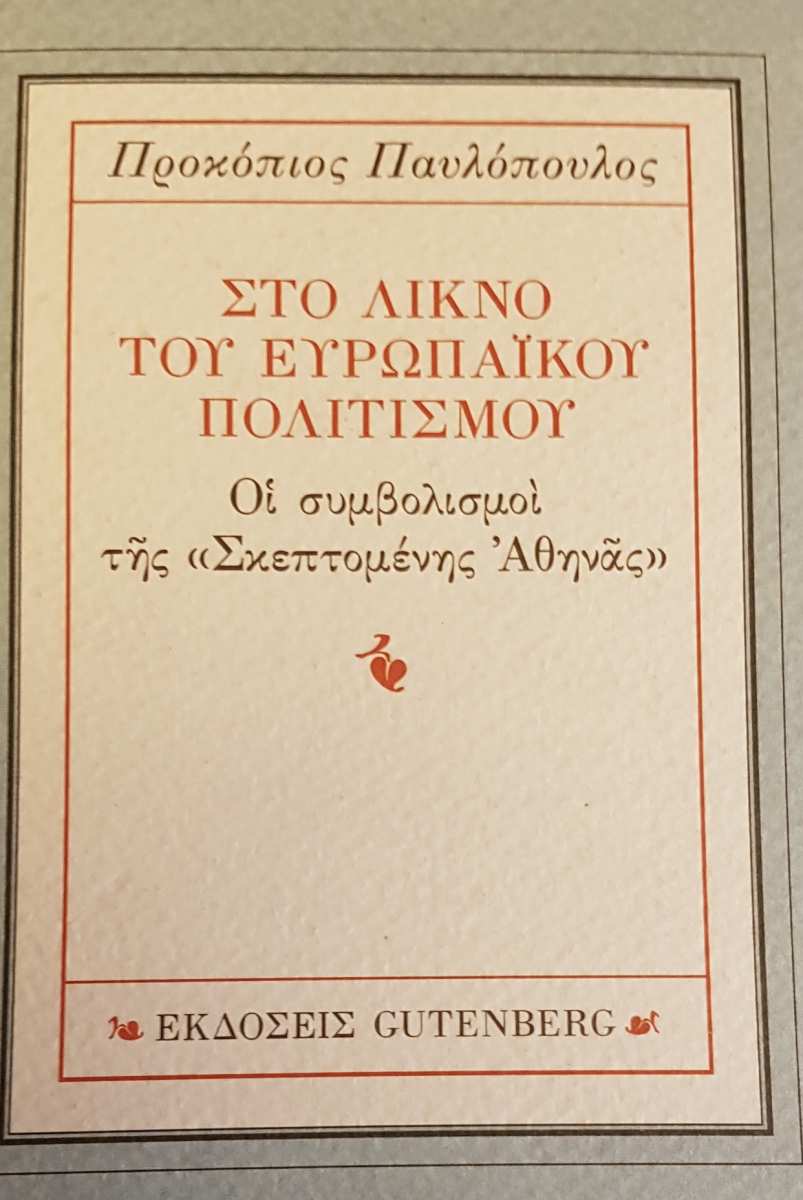 Προκόπιος Παυλόπουλος
ΣΤΟ ΛΙΚΝΟ
ΤΟΥ ΕΥΡΩΠΑΪΚΟΥ
ΠΟΛΙΤΙΣΜΟΥ
Οἱ συμβολισμοὶ
τῆς «Σκεπτομένης Ἀθηνᾶς»
ΕΚΔΟΣΕΙΣ GUTENBERG